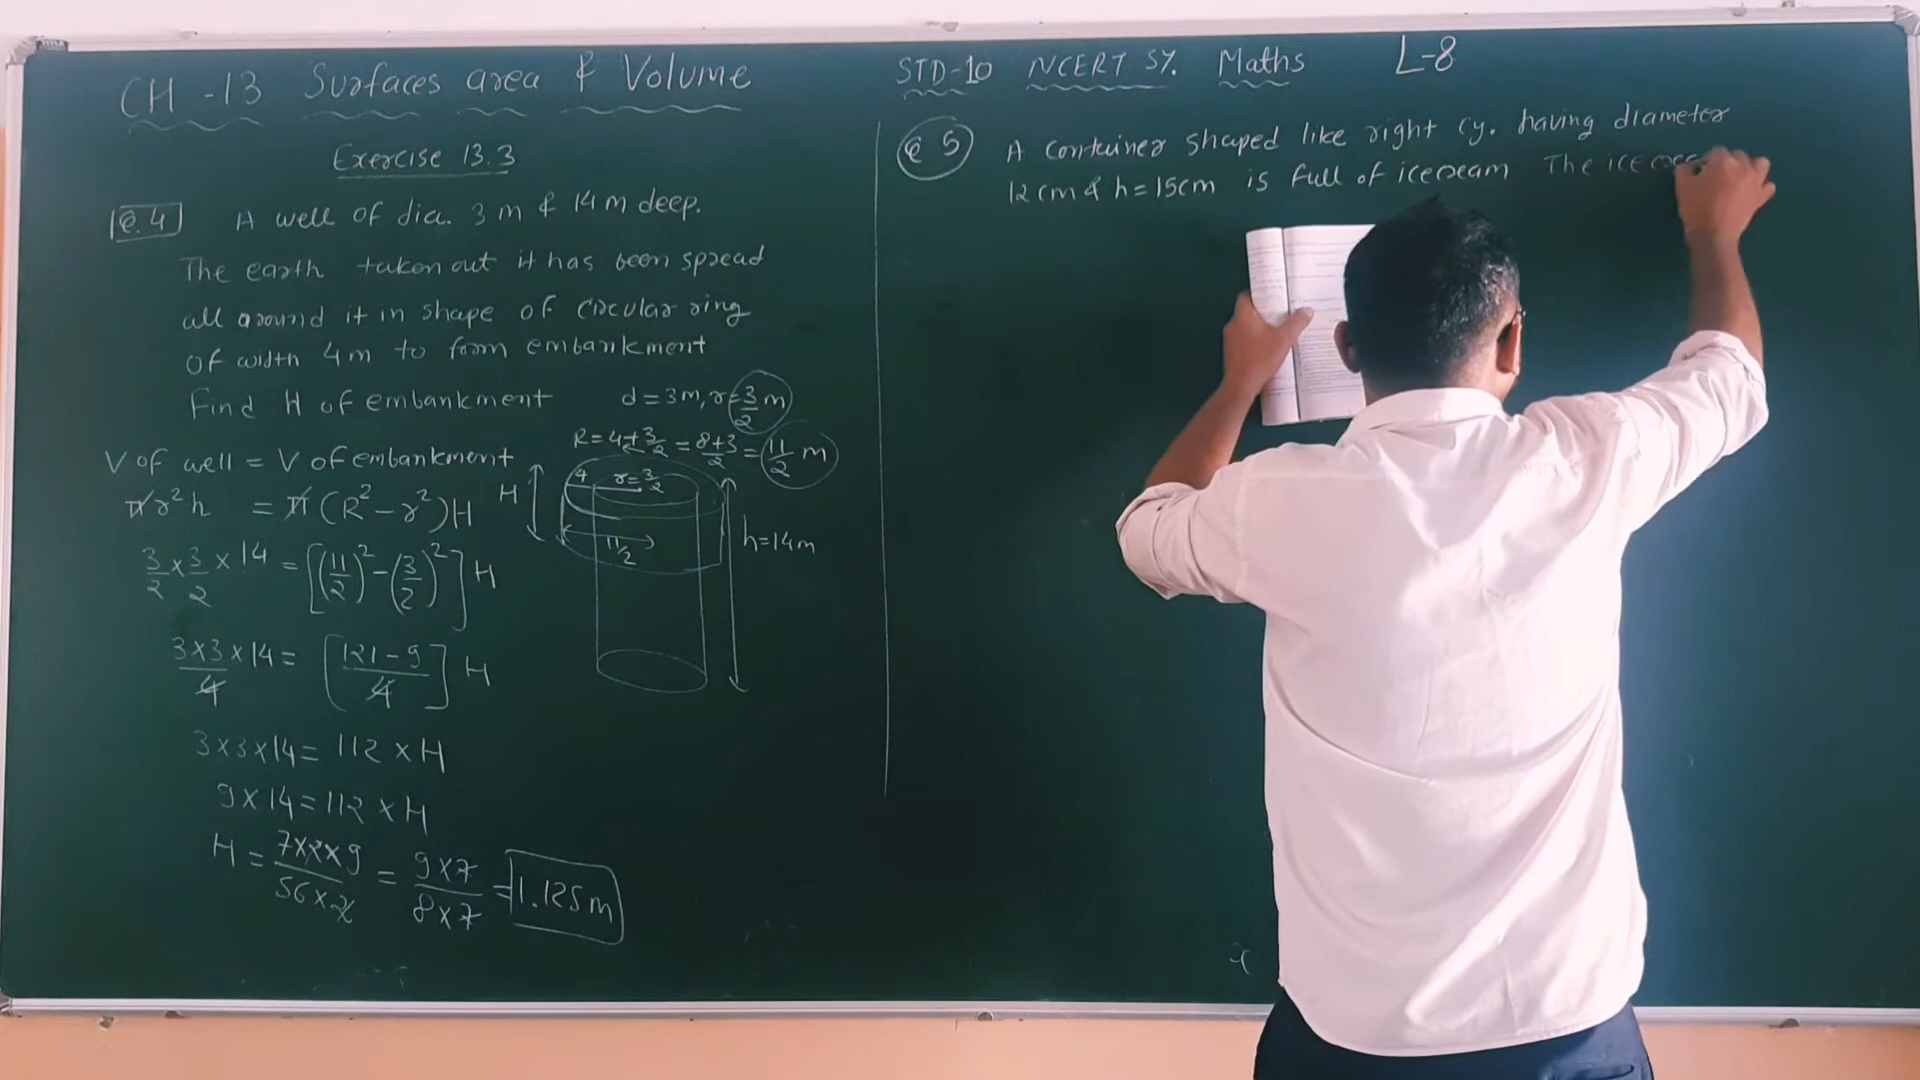 CH -13 Surfaces area & Volume
STD-10 NCERT SY. Maths L-8
Exercise 13.3
Q.4 A well of dia. 3 m & 14 m deep.
The earth taken out it has been spread
all around it in shape of circular ring
of width 4 m to form embankment
Find H of embankment
d = 3 m, r = 3/2 m
R = 4 + 3/2 = 8+3/2 = 11/2 m
V of well = V of embankment
πr²h = π(R² - r²)H
3/2 × 3/2 × 14 = [(11/2)² - (3/2)²] H
3×3/4 × 14 = [121 - 9/4] H
3×3×14 = 112 × H
9×14 = 112 × H
H = 7×2×9/56×2 = 9×7/8×7 = 1.125 m
H
4
r = 3/2
11/2
h = 14 m
Q 5 A container shaped like right cy. having diameter
12 cm & h = 15 cm is full of icecream The ice